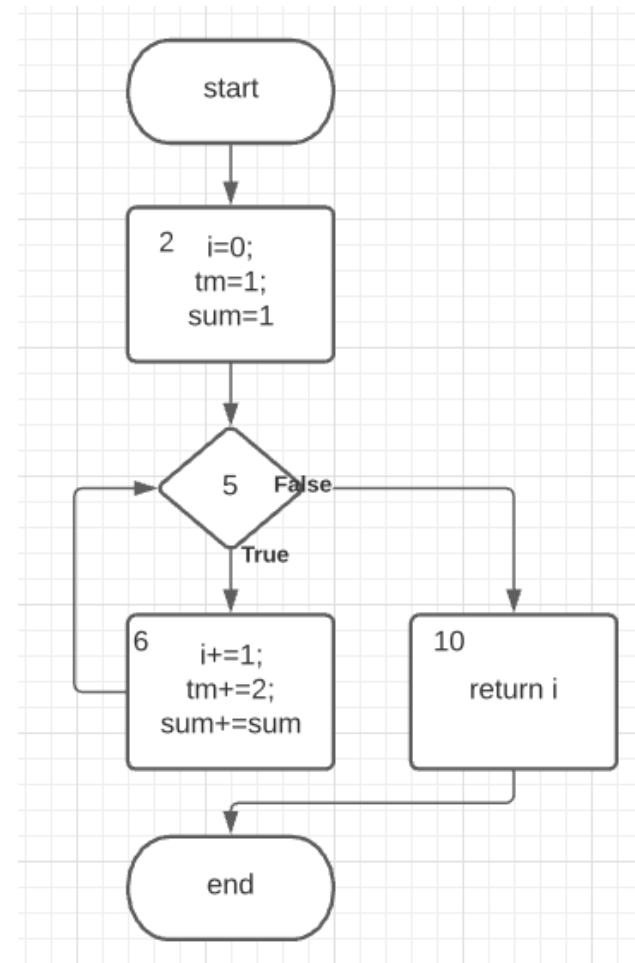 start
2
i=0;
tm=1;
sum=1
5
False
True
6
i+=1;
tm+=2;
sum+=sum
10
return i
end